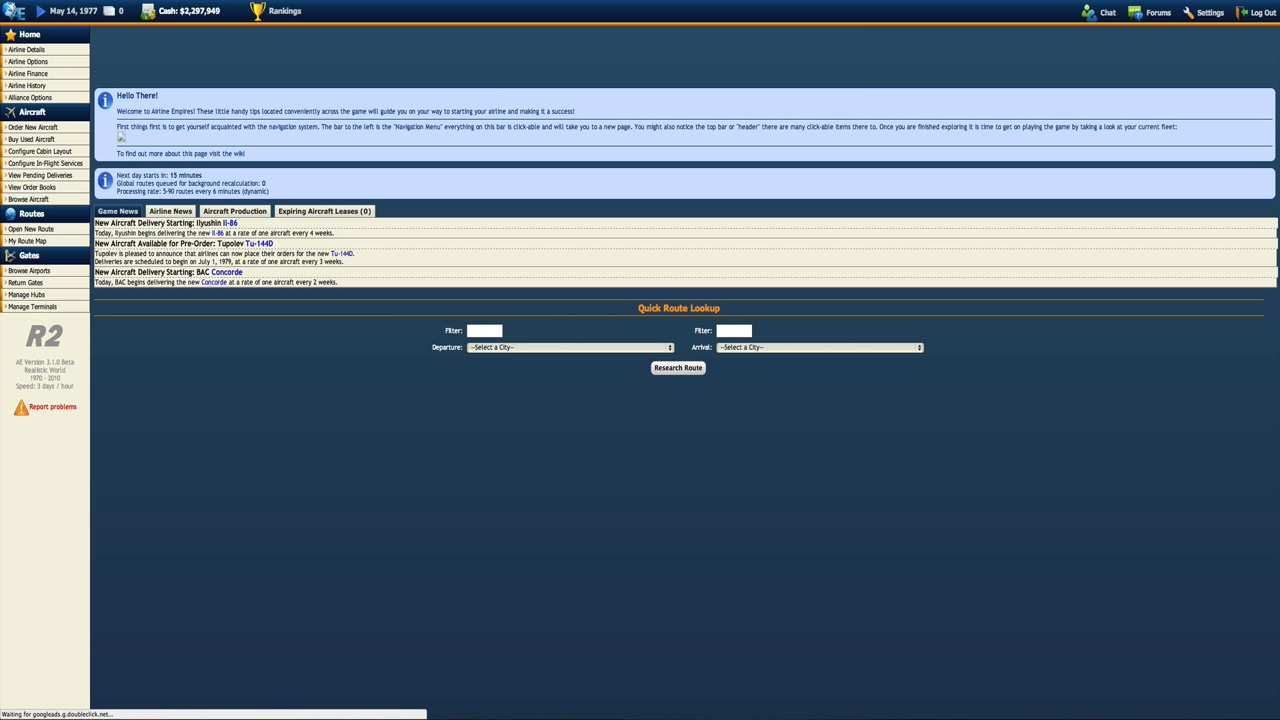 AE
May 14, 1977
0
Cash: $2,297,949
Rankings
Chat
Forums
Settings
Log Out
Home
Airline Details
Airline Options
Airline Finance
Airline History
Alliance Options
Aircraft
Order New Aircraft
Buy Used Aircraft
Configure Cabin Layout
Configure In-Flight Services
View Pending Deliveries
View Order Books
Browse Aircraft
Routes
Open New Route
My Route Map
Gates
Browse Airports
Return Gates
Manage Hubs
Manage Terminals
R2
AE Version 3.1.0 Beta
Realistic World
1970 - 2010
Speed: 3 days / hour
Report problems
Hello There!
Welcome to Airline Empires! These little handy tips located conveniently across the game will guide you on your way to starting your airline and making it a success!
First things first is to get yourself acquainted with the navigation system. The bar to the left is the "Navigation Menu" everything on this bar is click-able and will take you to a new page. You might also notice the top bar or "header" there are many click-able items there to. Once you are finished exploring it is time to get on playing the game by taking a look at your current fleet:
To find out more about this page visit the wiki
Next day starts in: 15 minutes
Global routes queued for background recalculation: 0
Processing rate: 5-90 routes every 6 minutes (dynamic)
Game News
Airline News
Aircraft Production
Expiring Aircraft Leases (0)
New Aircraft Delivery Starting: Ilyushin Il-86
Today, Ilyushin begins delivering the new Il-86 at a rate of one aircraft every 4 weeks.
New Aircraft Available for Pre-Order: Tupolev Tu-144D
Tupolev is pleased to announce that airlines can now place their orders for the new Tu-144D.
Deliveries are scheduled to begin on July 1, 1979, at a rate of one aircraft every 3 weeks.
New Aircraft Delivery Starting: BAC Concorde
Today, BAC begins delivering the new Concorde at a rate of one aircraft every 2 weeks.
Quick Route Lookup
Filter:
Filter:
Departure: --Select a City--
Arrival: --Select a City--
Research Route
Waiting for googleads.g.doubleclick.net...